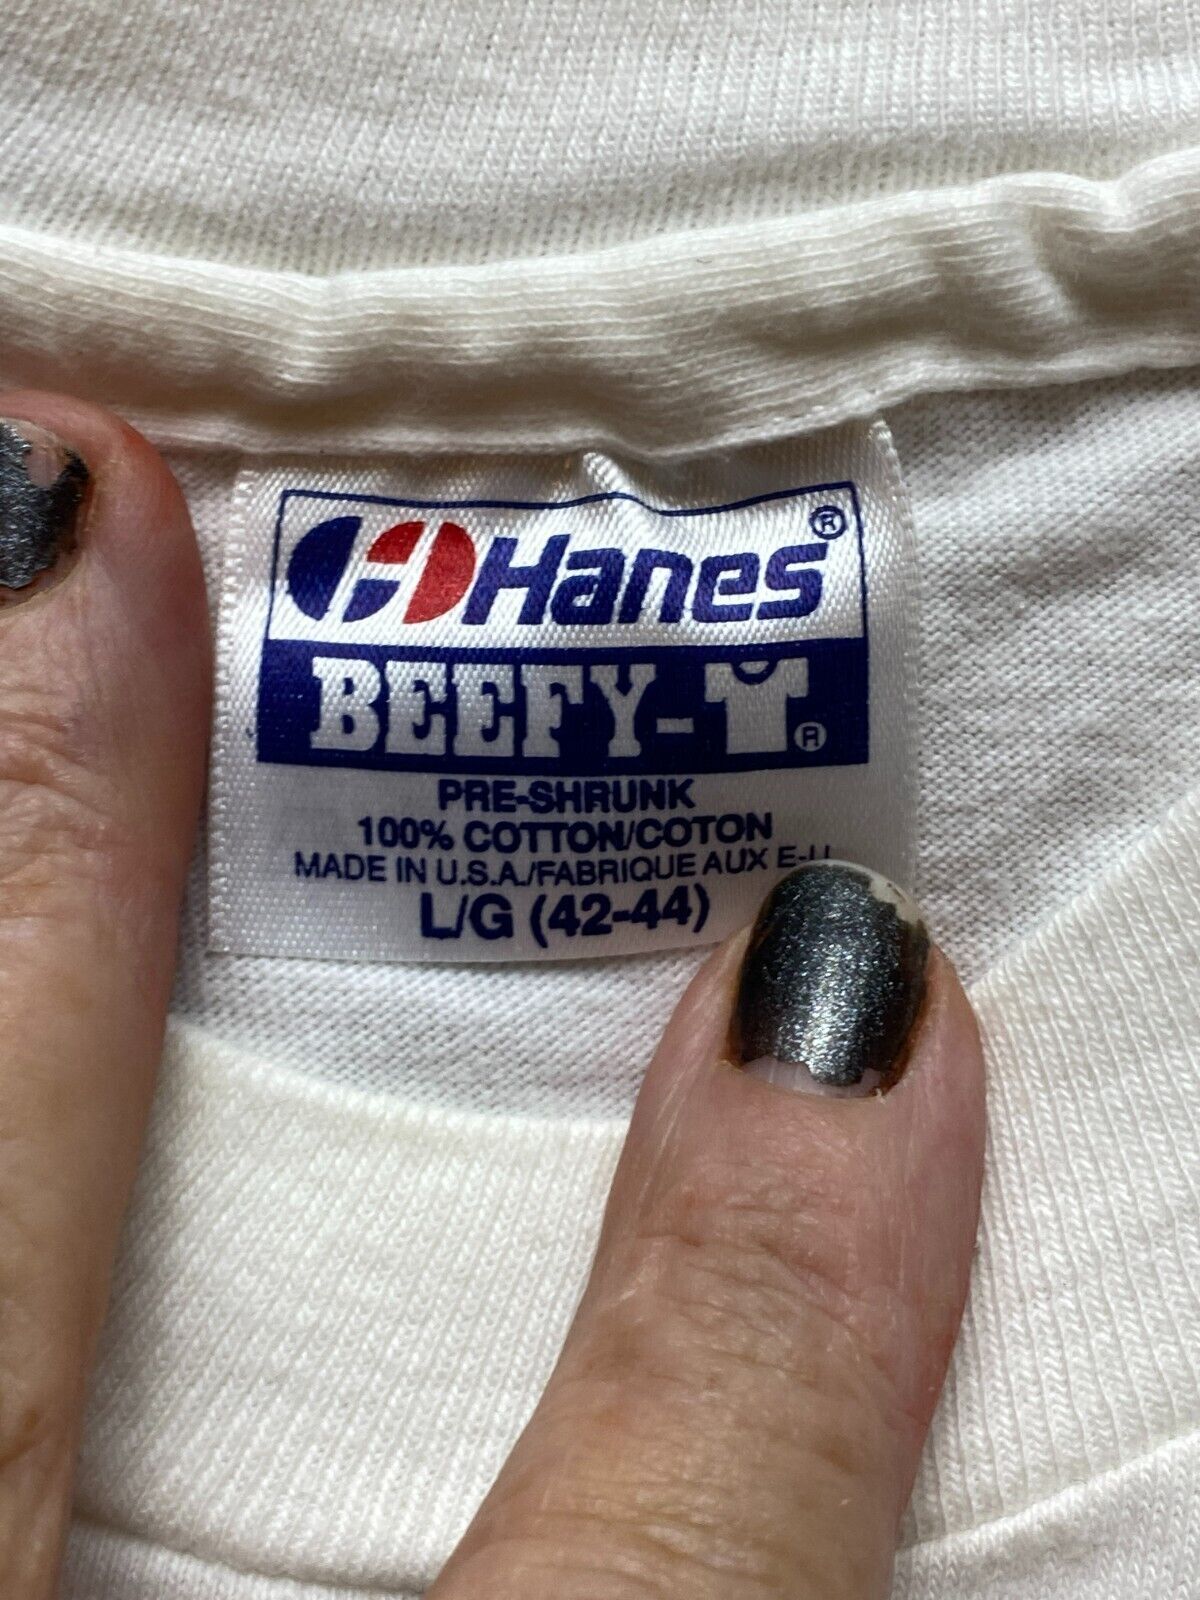 Hanes®
BEEFY-T®
PRE-SHRUNK
100% COTTON/COTON
MADE IN U.S.A./FABRIQUE AUX E-U
L/G (42-44)